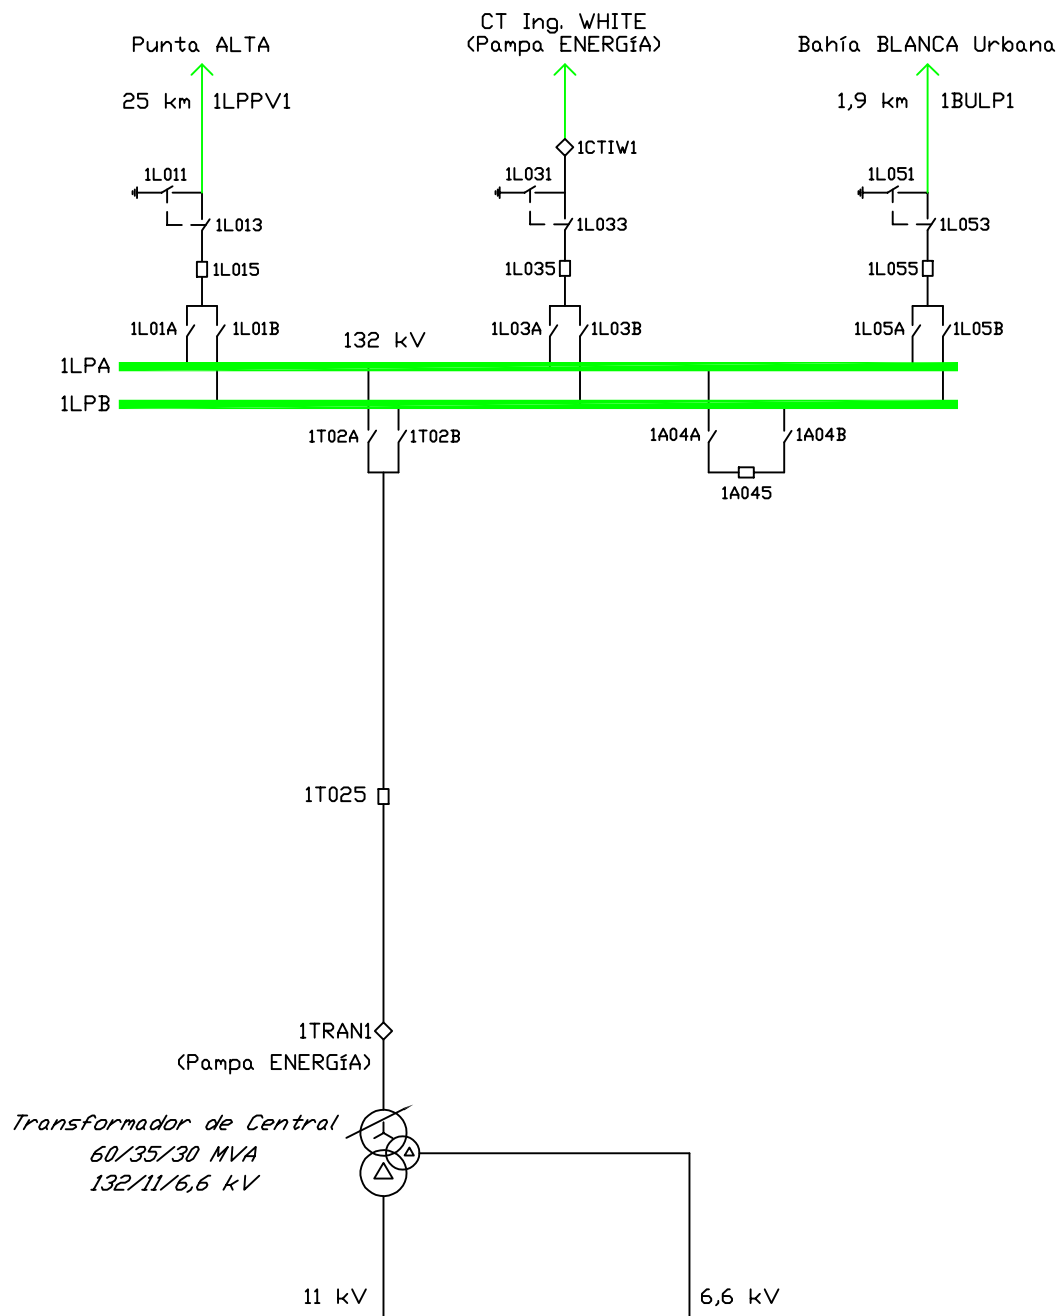 Punta ALTA
CT Ing. WHITE
(Pampa ENERGíA)
Bahía BLANCA Urbana
25 km
1LPPV1
1,9 km
1BULP1
1CTIW1
1L011
1L031
1L051
1L013
1L033
1L053
1L015
1L035
1L055
1L01A
1L01B
1L03A
1L03B
1L05A
1L05B
132 kV
1LPA
1LPB
1T02A
1T02B
1A04A
1A04B
1A045
1T025
1TRAN1
(Pampa ENERGíA)
Transformador de Central
60/35/30 MVA
132/11/6,6 kV
11 kV
6,6 kV